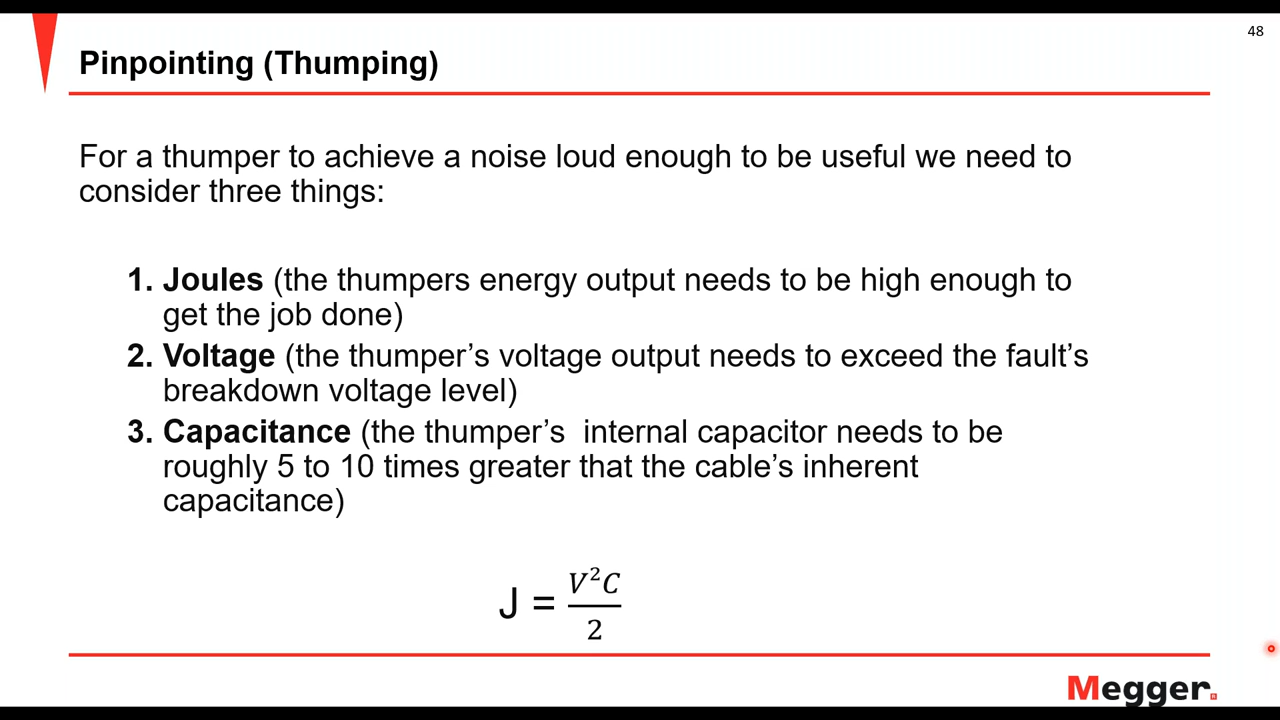 48
Pinpointing (Thumping)
For a thumper to achieve a noise loud enough to be useful we need to
consider three things:
1. Joules (the thumpers energy output needs to be high enough to
get the job done)
2. Voltage (the thumper’s voltage output needs to exceed the fault’s
breakdown voltage level)
3. Capacitance (the thumper’s  internal capacitor needs to be
roughly 5 to 10 times greater that the cable’s inherent
capacitance)
J = V²C / 2
Megger.